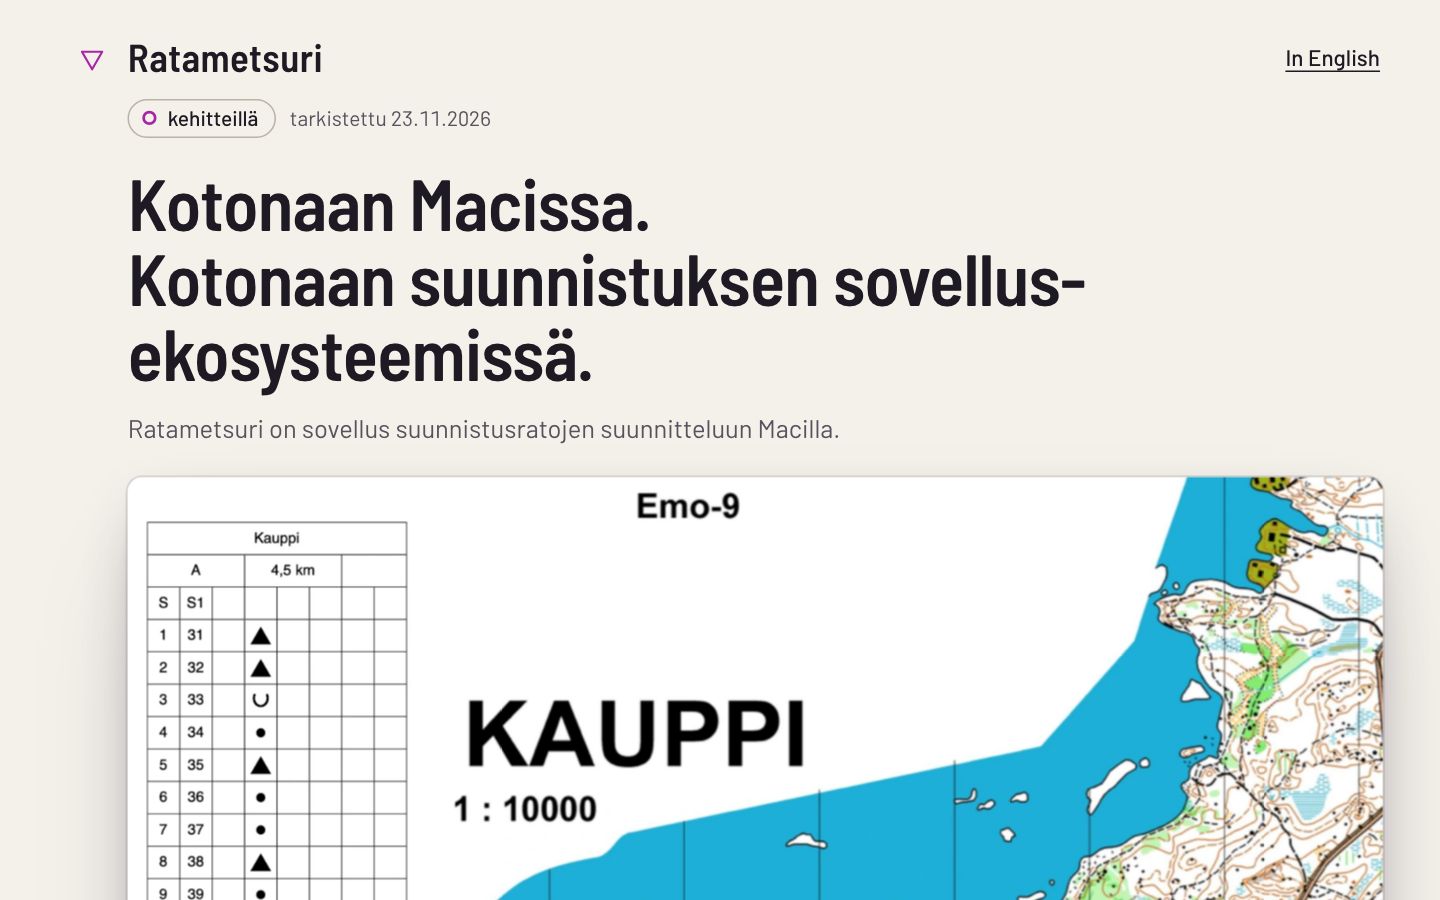 Ratametsuri
In English
kehitteillä
tarkistettu 23.11.2026
Kotonaan Macissa.
Kotonaan suunnistuksen sovellus-
ekosysteemissä.
Ratametsuri on sovellus suunnistusratojen suunnitteluun Macilla.
Emo-9
Kauppi
A 4,5 km
S S1
1 31
2 32
3 33
4 34
5 35
6 36
7 37
8 38
9 39
KAUPPI
1 : 10000